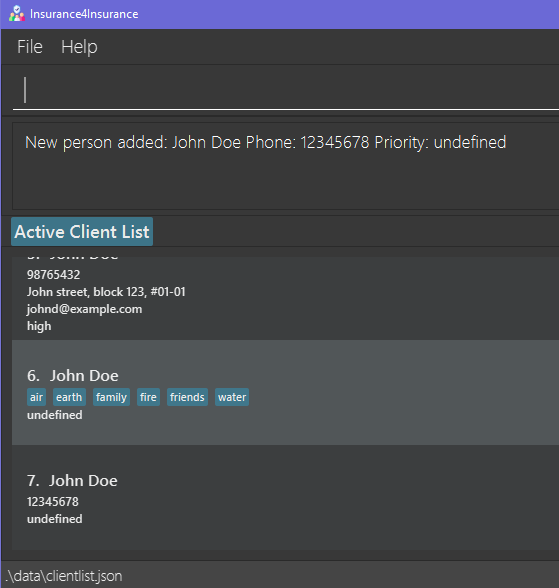 Insurance4Insurance
File Help
New person added: John Doe Phone: 12345678 Priority: undefined
Active Client List
5. John Doe
98765432
John street, block 123, #01-01
johnd@example.com
high
6. John Doe
air earth family fire friends water
undefined
7. John Doe
12345678
undefined
.\data\clientlist.json